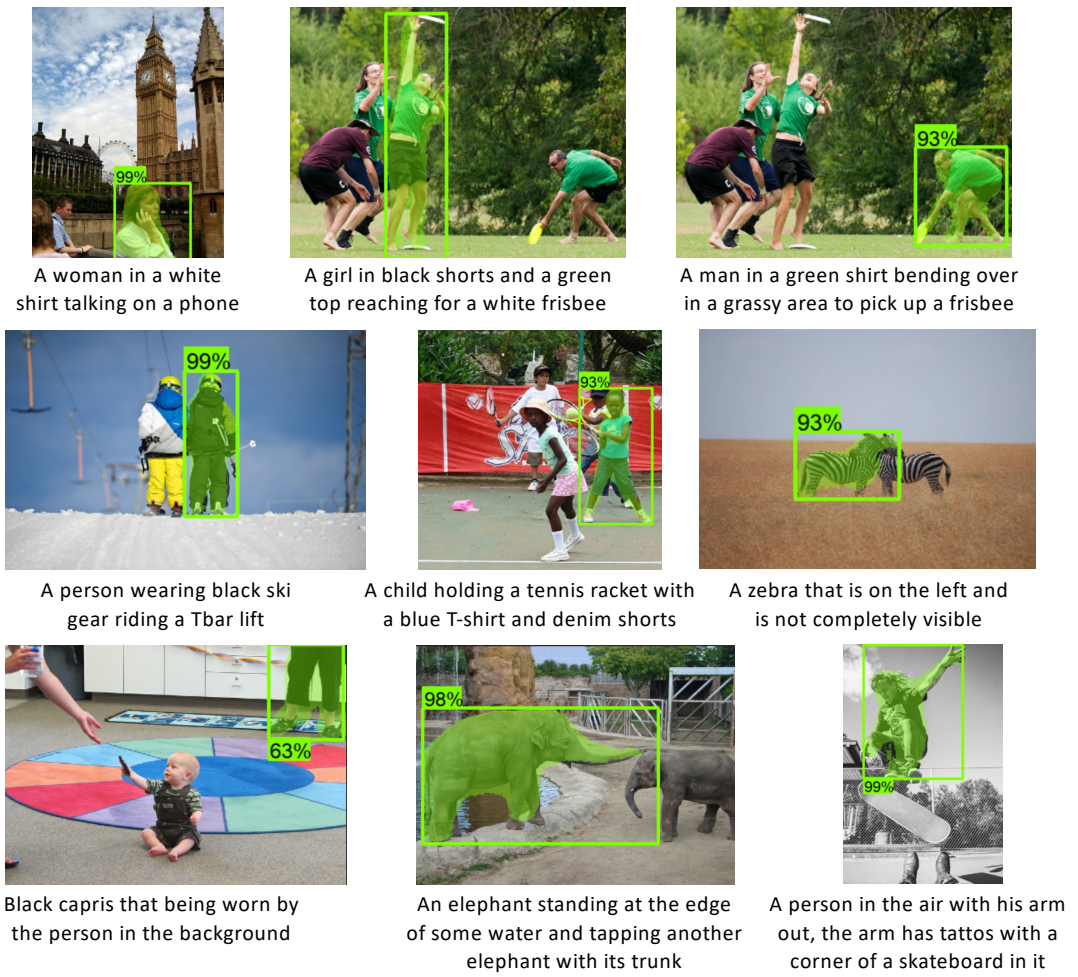 99%
A woman in a white
shirt talking on a phone
A girl in black shorts and a green
top reaching for a white frisbee
93%
A man in a green shirt bending over
in a grassy area to pick up a frisbee
99%
A person wearing black ski
gear riding a Tbar lift
93%
A child holding a tennis racket with
a blue T-shirt and denim shorts
93%
A zebra that is on the left and
is not completely visible
63%
Black capris that being worn by
the person in the background
98%
An elephant standing at the edge
of some water and tapping another
elephant with its trunk
99%
A person in the air with his arm
out, the arm has tattos with a
corner of a skateboard in it